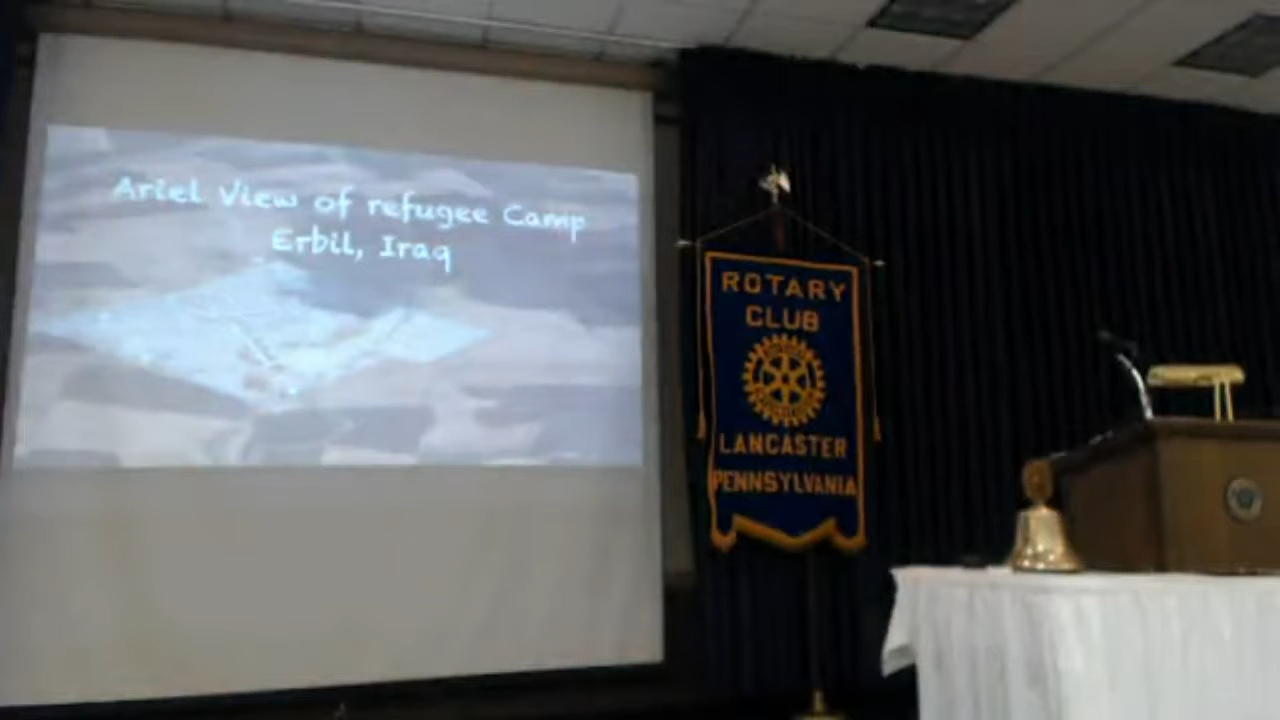 Ariel View of refugee Camp
Erbil, Iraq
ROTARY
CLUB
LANCASTER
PENNSYLVANIA